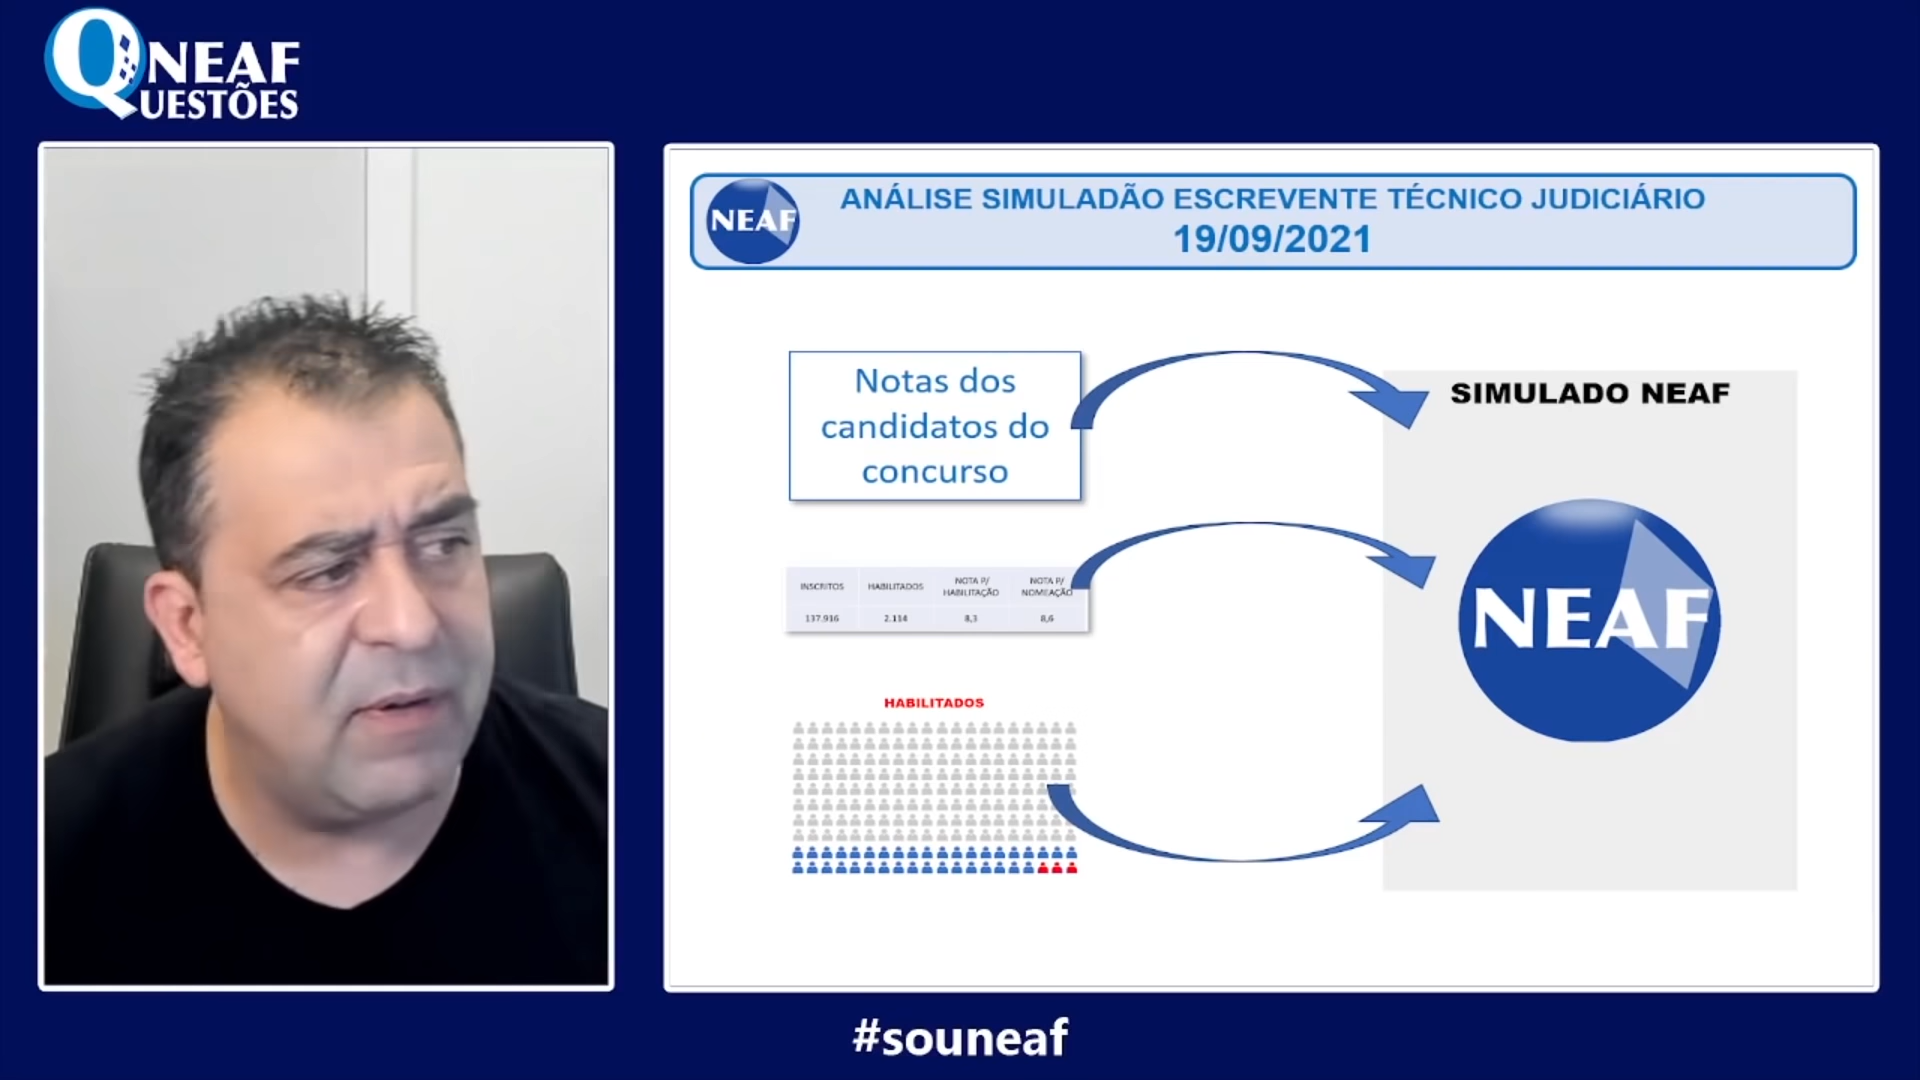 QNEAF
QUESTÕES
NEAF
ANÁLISE SIMULADÃO ESCREVENTE TÉCNICO JUDICIÁRIO
19/09/2021
Notas dos
candidatos do
concurso
SIMULADO NEAF
NEAF
INSCRITOS HABILITADOS NOTA P/ HABILITAÇÃO NOTA P/ NOMEAÇÃO
137.916 2.114 8,3 8,6
HABILITADOS
#souneaf